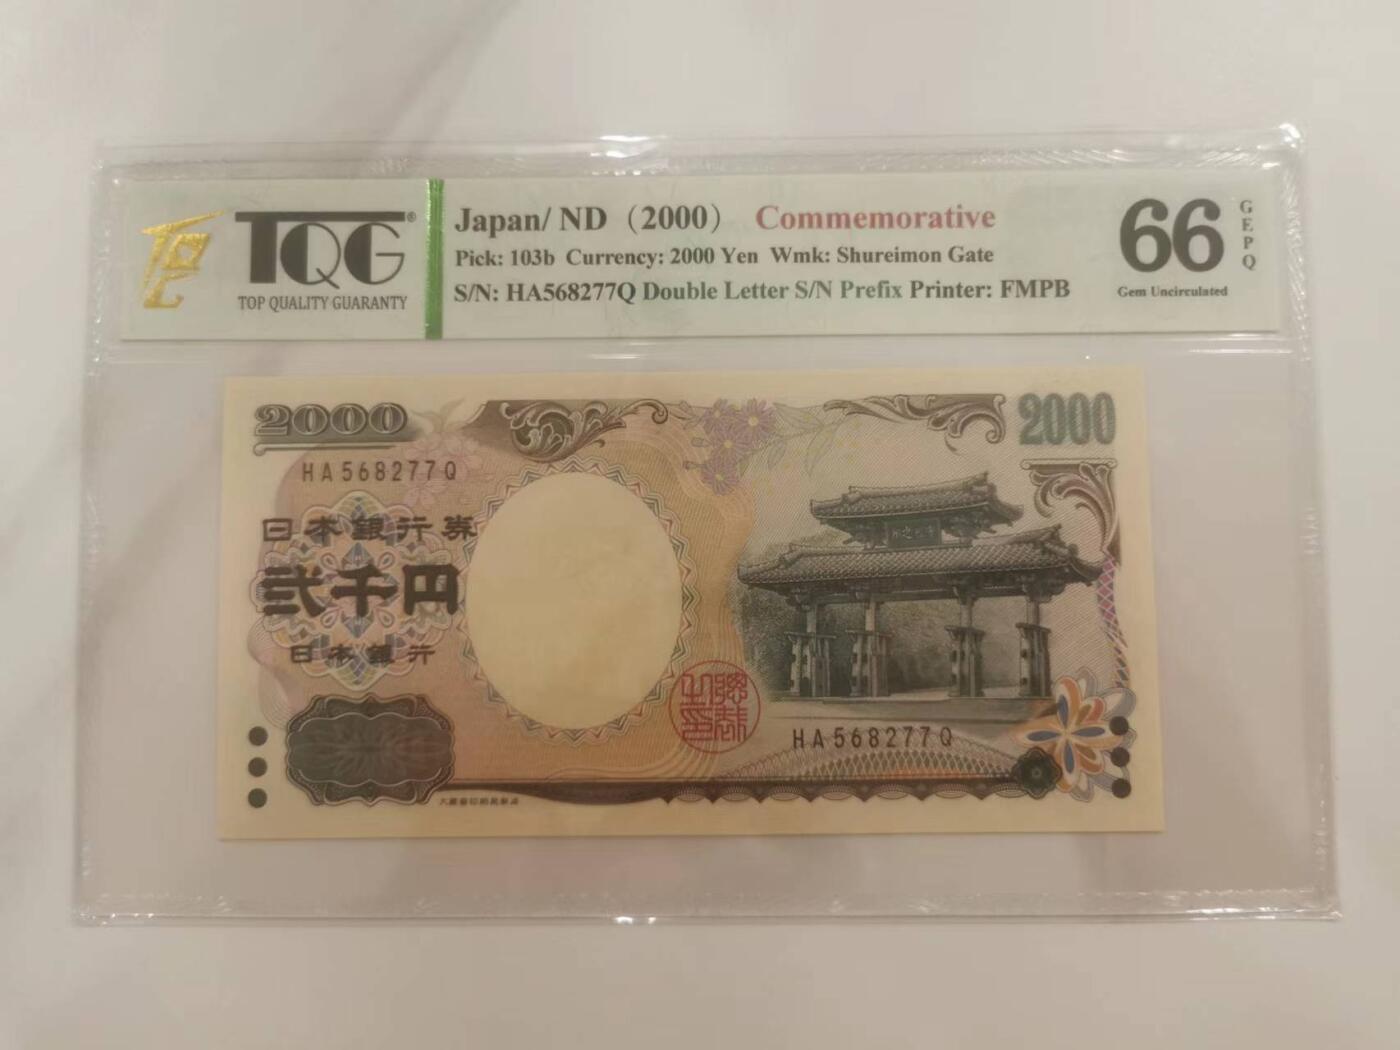 TQG®
TOP QUALITY GUARANTY
Japan/ ND（2000） Commemorative
Pick: 103b Currency: 2000 Yen Wmk: Shureimon Gate
S/N: HA568277Q Double Letter S/N Prefix Printer: FMPB
66
GEPQ
Gem Uncirculated
2000
2000
HA568277Q
日本銀行券
弐千円
日本銀行
HA568277Q